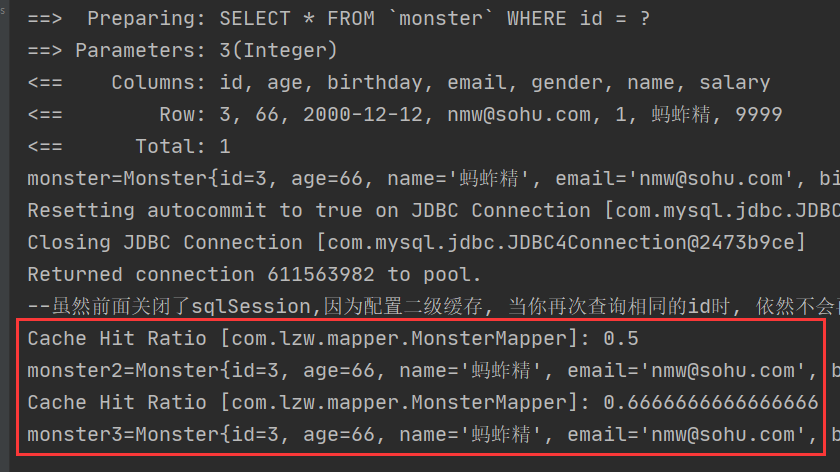 s
==>  Preparing: SELECT * FROM `monster` WHERE id = ?
==> Parameters: 3(Integer)
<==    Columns: id, age, birthday, email, gender, name, salary
<==        Row: 3, 66, 2000-12-12, nmw@sohu.com, 1, 蚂蚱精, 9999
<==      Total: 1
monster=Monster{id=3, age=66, name='蚂蚱精', email='nmw@sohu.com', bi
Resetting autocommit to true on JDBC Connection [com.mysql.jdbc.JDBC
Closing JDBC Connection [com.mysql.jdbc.JDBC4Connection@2473b9ce]
Returned connection 611563982 to pool.
--虽然前面关闭了sqlSession,因为配置二级缓存, 当你再次查询相同的id时, 依然不会
Cache Hit Ratio [com.lzw.mapper.MonsterMapper]: 0.5
monster2=Monster{id=3, age=66, name='蚂蚱精', email='nmw@sohu.com', b
Cache Hit Ratio [com.lzw.mapper.MonsterMapper]: 0.6666666666666666
monster3=Monster{id=3, age=66, name='蚂蚱精', email='nmw@sohu.com', b